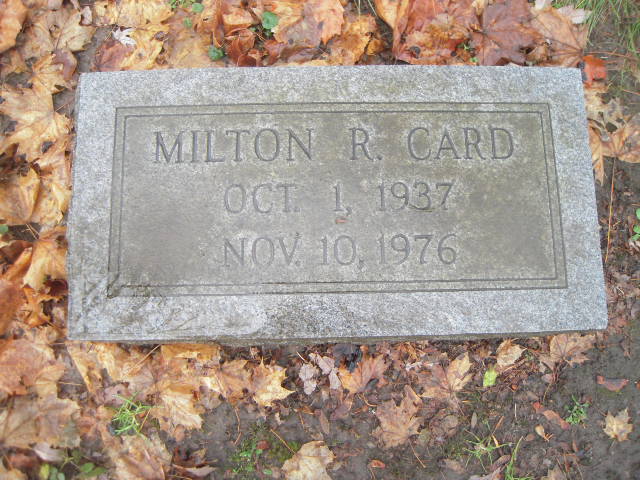 MILTON R. CARD
OCT. 1, 1937
NOV. 10, 1976